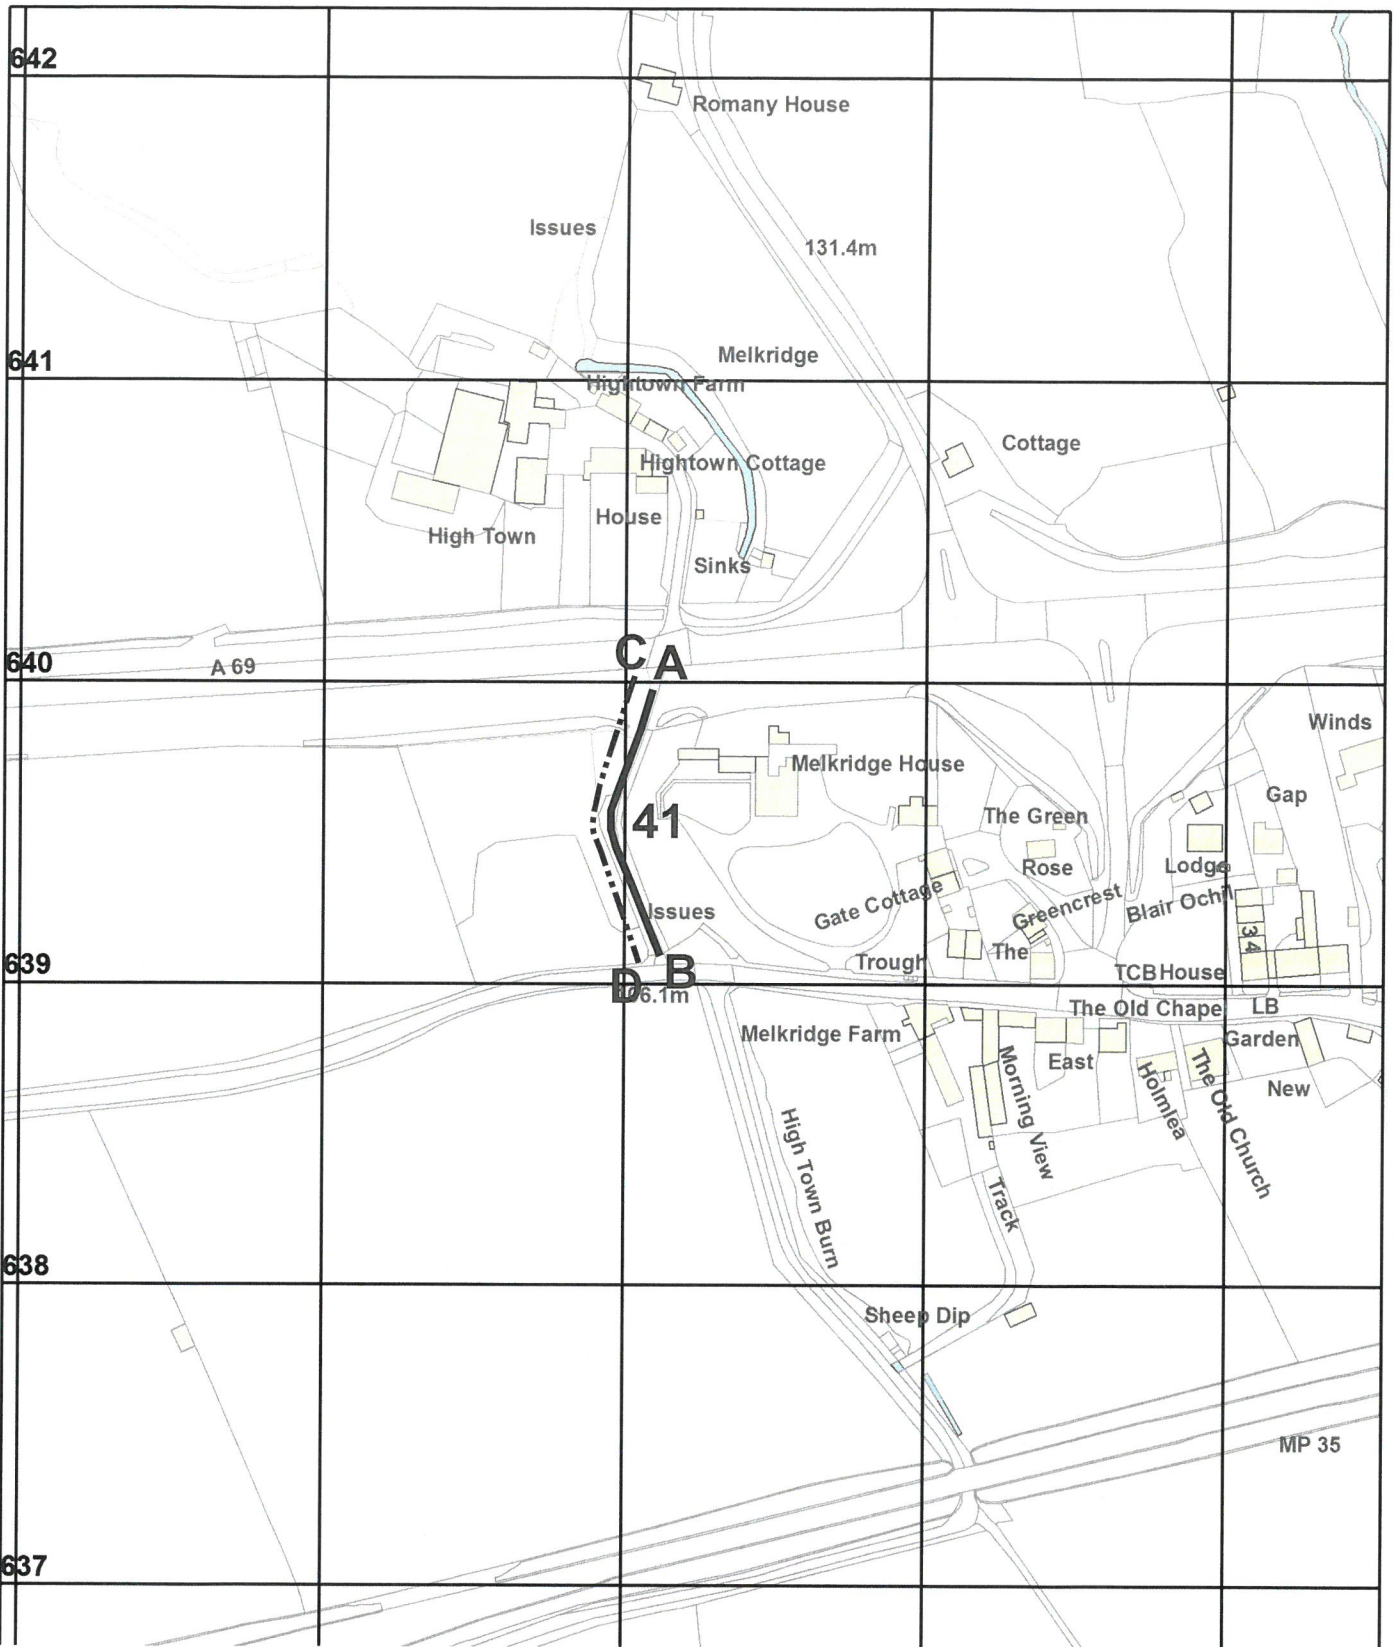 642
Romany House
Issues
131.4m
641
Melkridge
Hightown Farm
Cottage
Hightown Cottage
House
High Town
Sinks
640
A 69
C
A
Winds
Melkridge House
Gap
41
The Green
Rose
Lodge
Gate Cottage
Greencrest
Blair Ochil
Issues
3
4
The
Trough
639
B
TCB
House
D
The Old Chapel
LB
Melkridge Farm
Garden
East
Morning View
Holmlea
The Old Church
New
High Town Burn
Track
638
Sheep Dip
MP 35
637